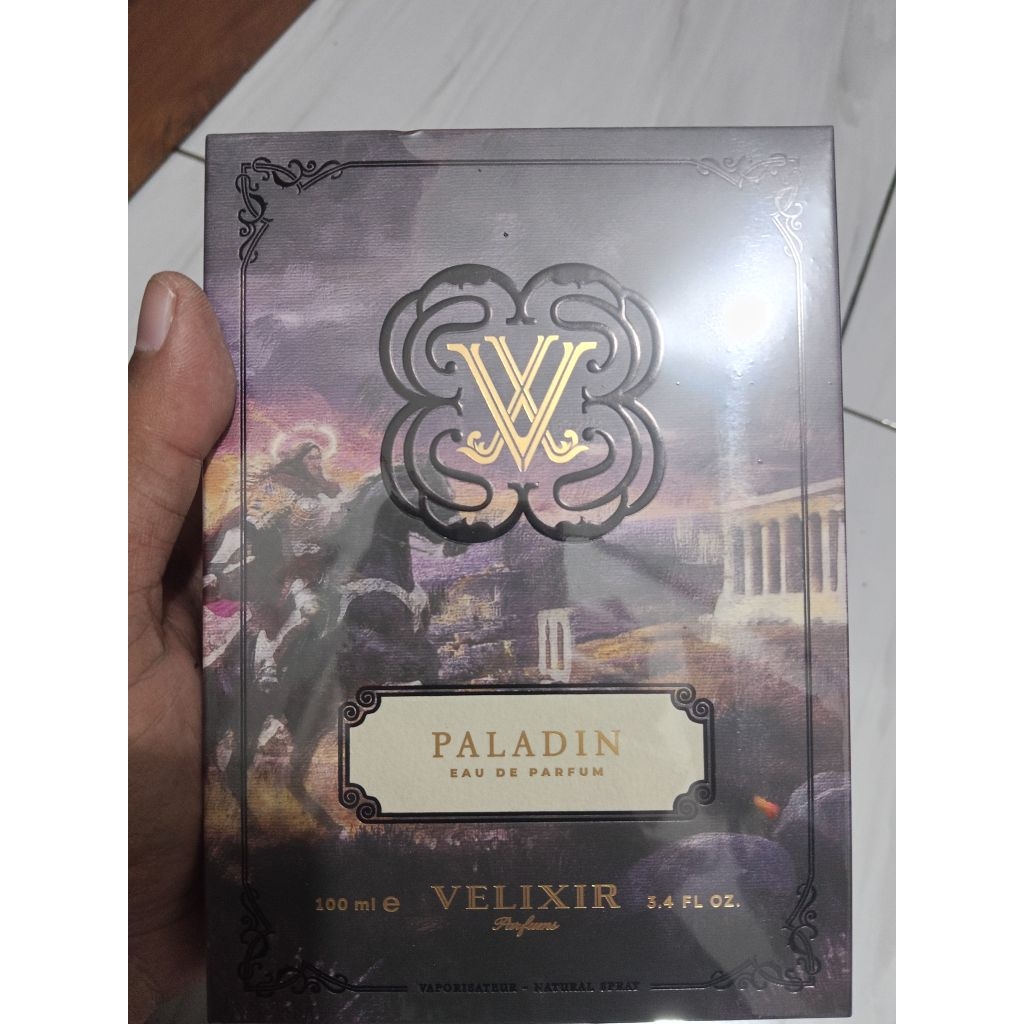 PALADIN
EAU DE PARFUM
100 ml e VELIXIR 3.4 FL OZ.
Parfums
VAPORISATEUR - NATURAL SPRAY